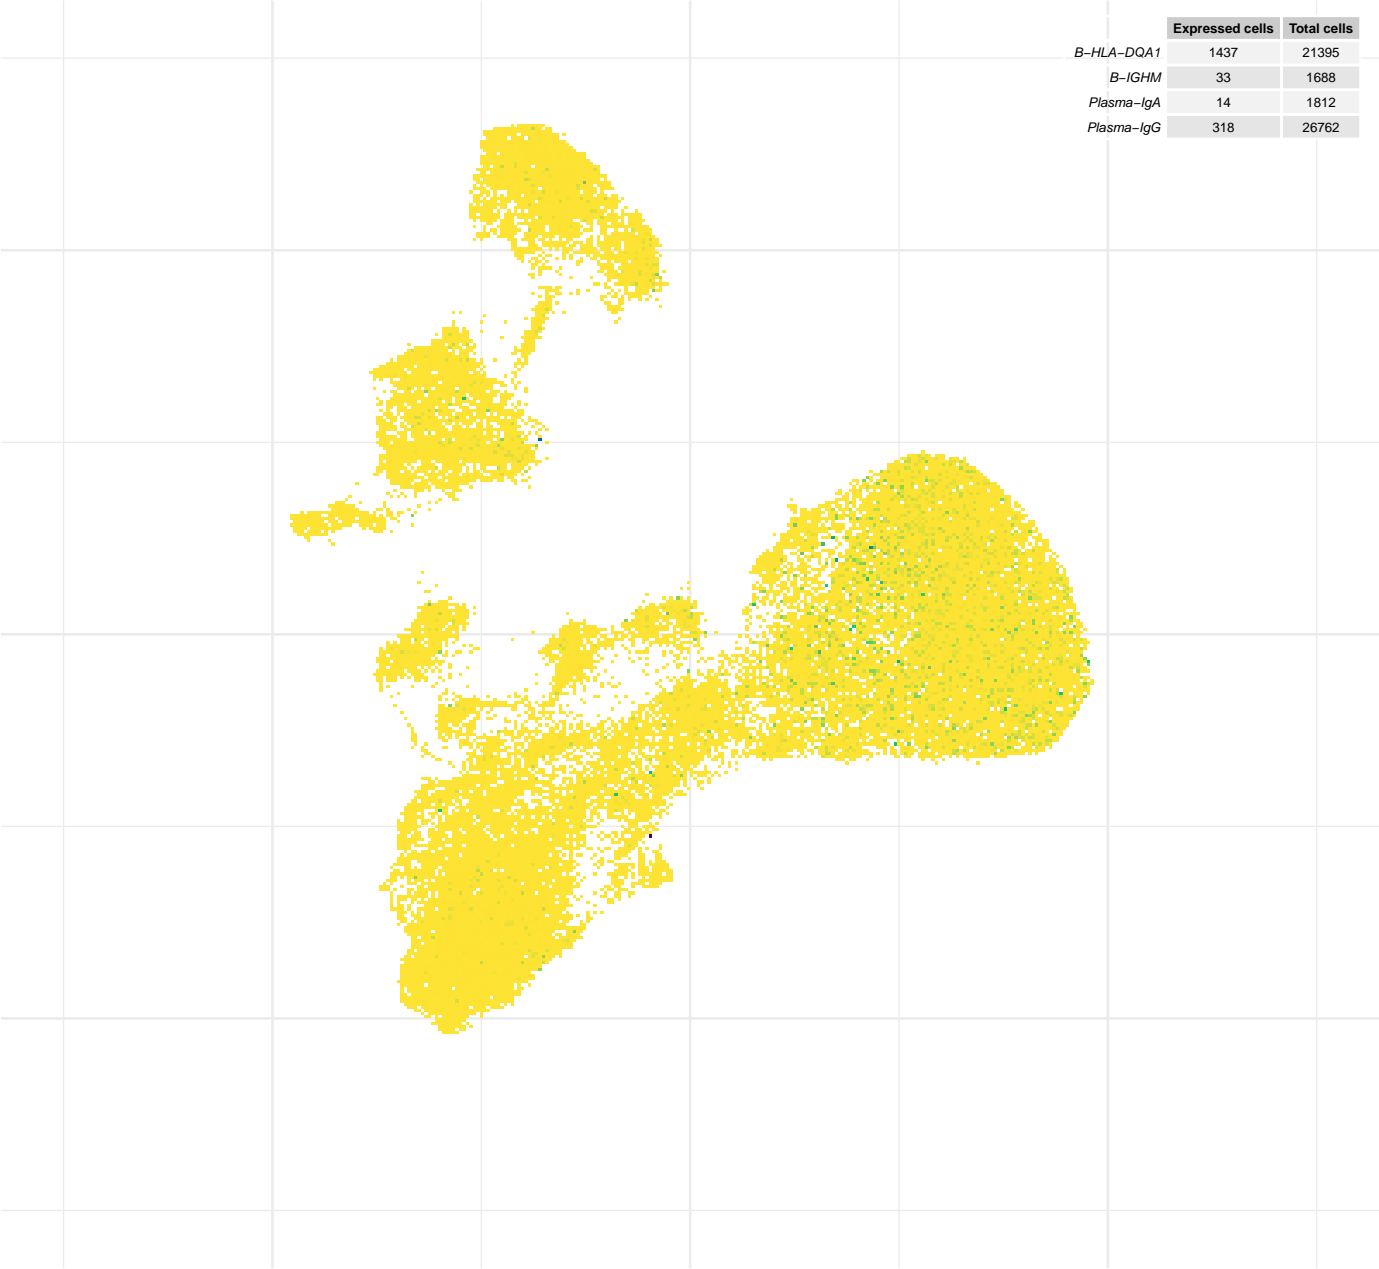 Expressed cells Total cells
B−HLA−DQA1 1437 21395
B−IGHM 33 1688
Plasma−IgA 14 1812
Plasma−IgG 318 26762